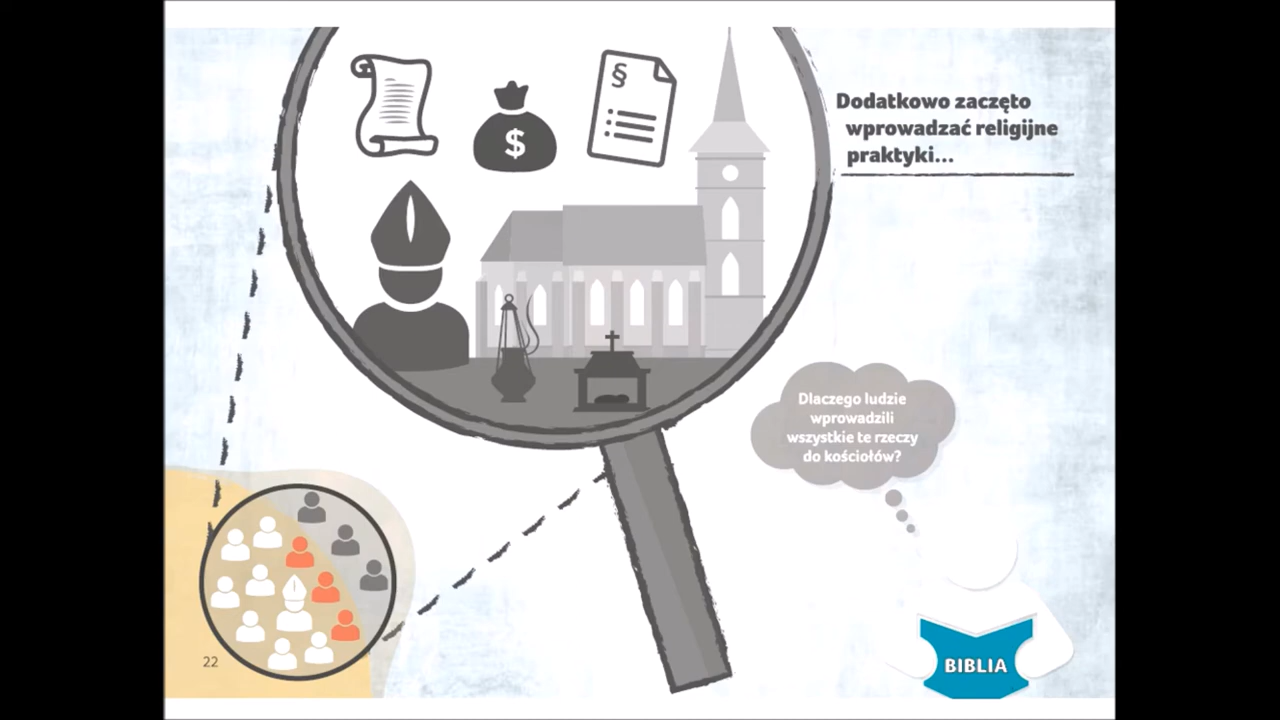 Dodatkowo zaczęto
wprowadzać religijne
praktyki...
§
$
Dlaczego ludzie
wprowadzili
wszystkie te rzeczy
do kościołów?
BIBLIA
22